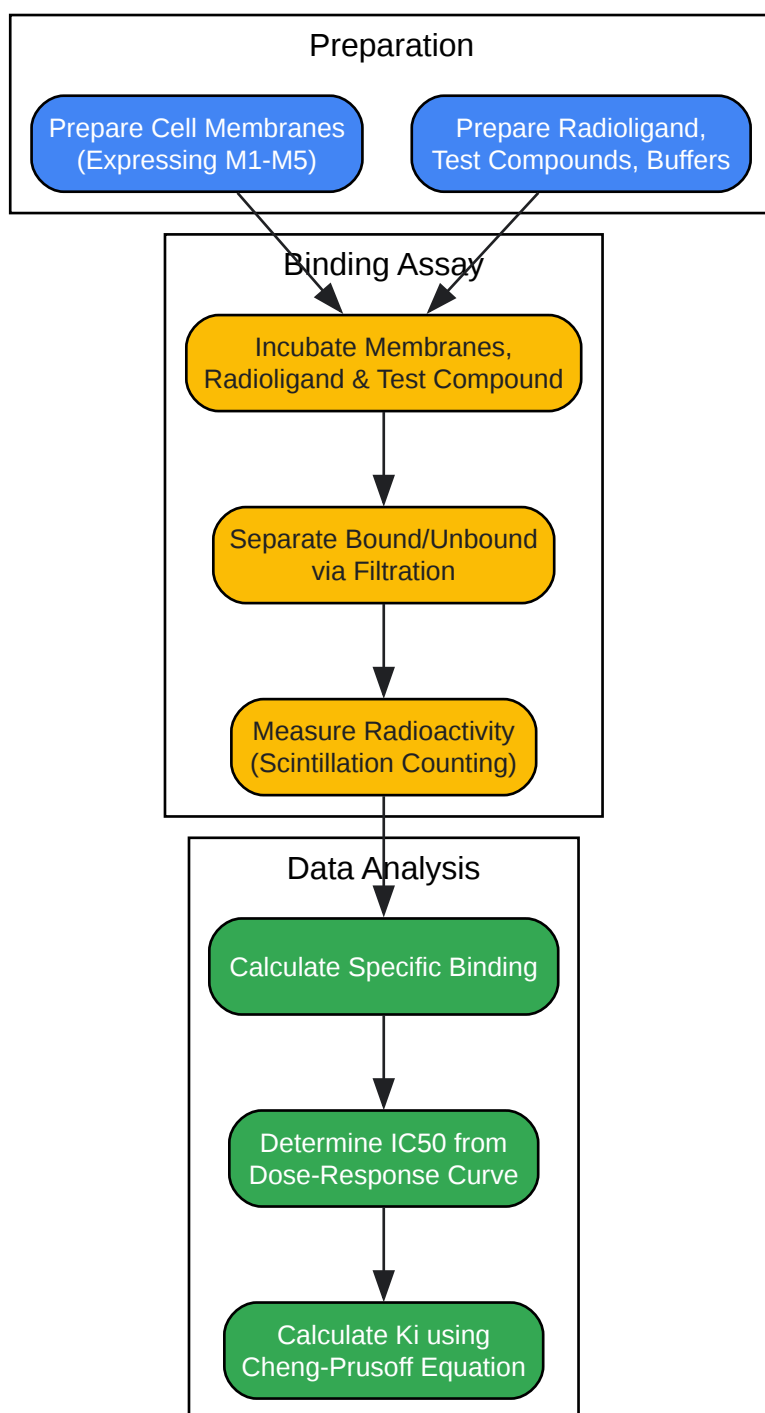 Preparation
Prepare Cell Membranes
(Expressing M1-M5)
Prepare Radioligand,
Test Compounds, Buffers
Binding Assay
Incubate Membranes,
Radioligand & Test Compound
Separate Bound/Unbound
via Filtration
Measure Radioactivity
(Scintillation Counting)
Data Analysis
Calculate Specific Binding
Determine IC50 from
Dose-Response Curve
Calculate Ki using
Cheng-Prusoff Equation